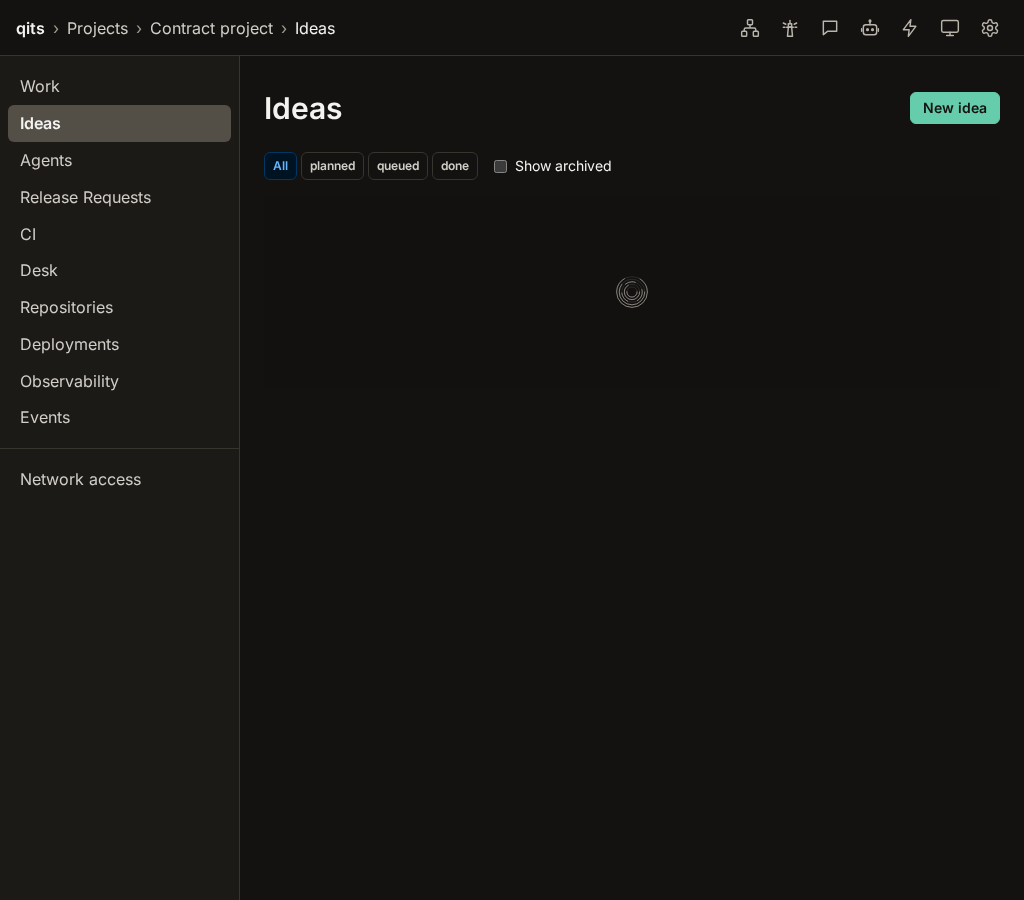 qits › Projects › Contract project › Ideas
Work
Ideas
Agents
Release Requests
CI
Desk
Repositories
Deployments
Observability
Events
Network access
Ideas
New idea
All planned queued done Show archived